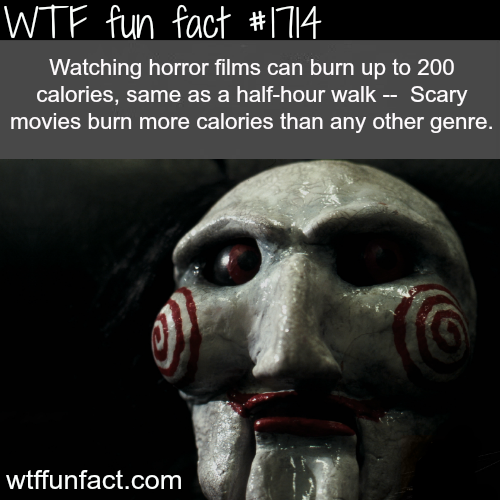 WTF fun fact #1714
Watching horror films can burn up to 200
calories, same as a half-hour walk -- Scary
movies burn more calories than any other genre.
wtffunfact.com